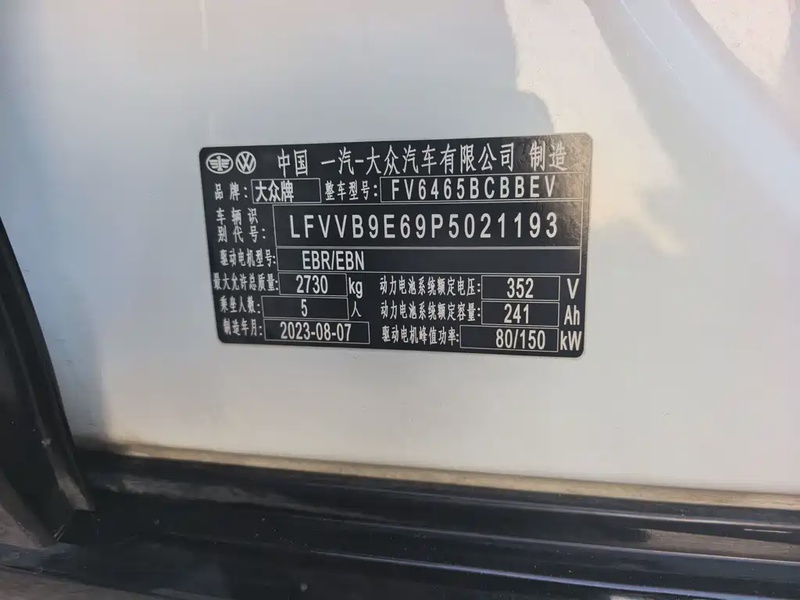 中国 一汽-大众汽车有限公司 制造
品牌: 大众牌 整车型号: FV6465BCBBEV
车辆识别代号: LFVVB9E69P5021193
驱动电机型号: EBR/EBN
最大允许总质量: 2730 kg 动力电池系统额定电压: 352 V
乘坐人数: 5 人 动力电池系统额定容量: 241 Ah
制造年月: 2023-08-07 驱动电机峰值功率: 80/150 kW